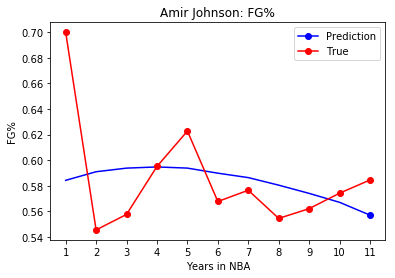 Amir Johnson: FG%
Prediction
True
0.70
0.68
0.66
0.64
0.62
0.60
0.58
0.56
0.54
FG%
1 2 3 4 5 6 7 8 9 10 11
Years in NBA